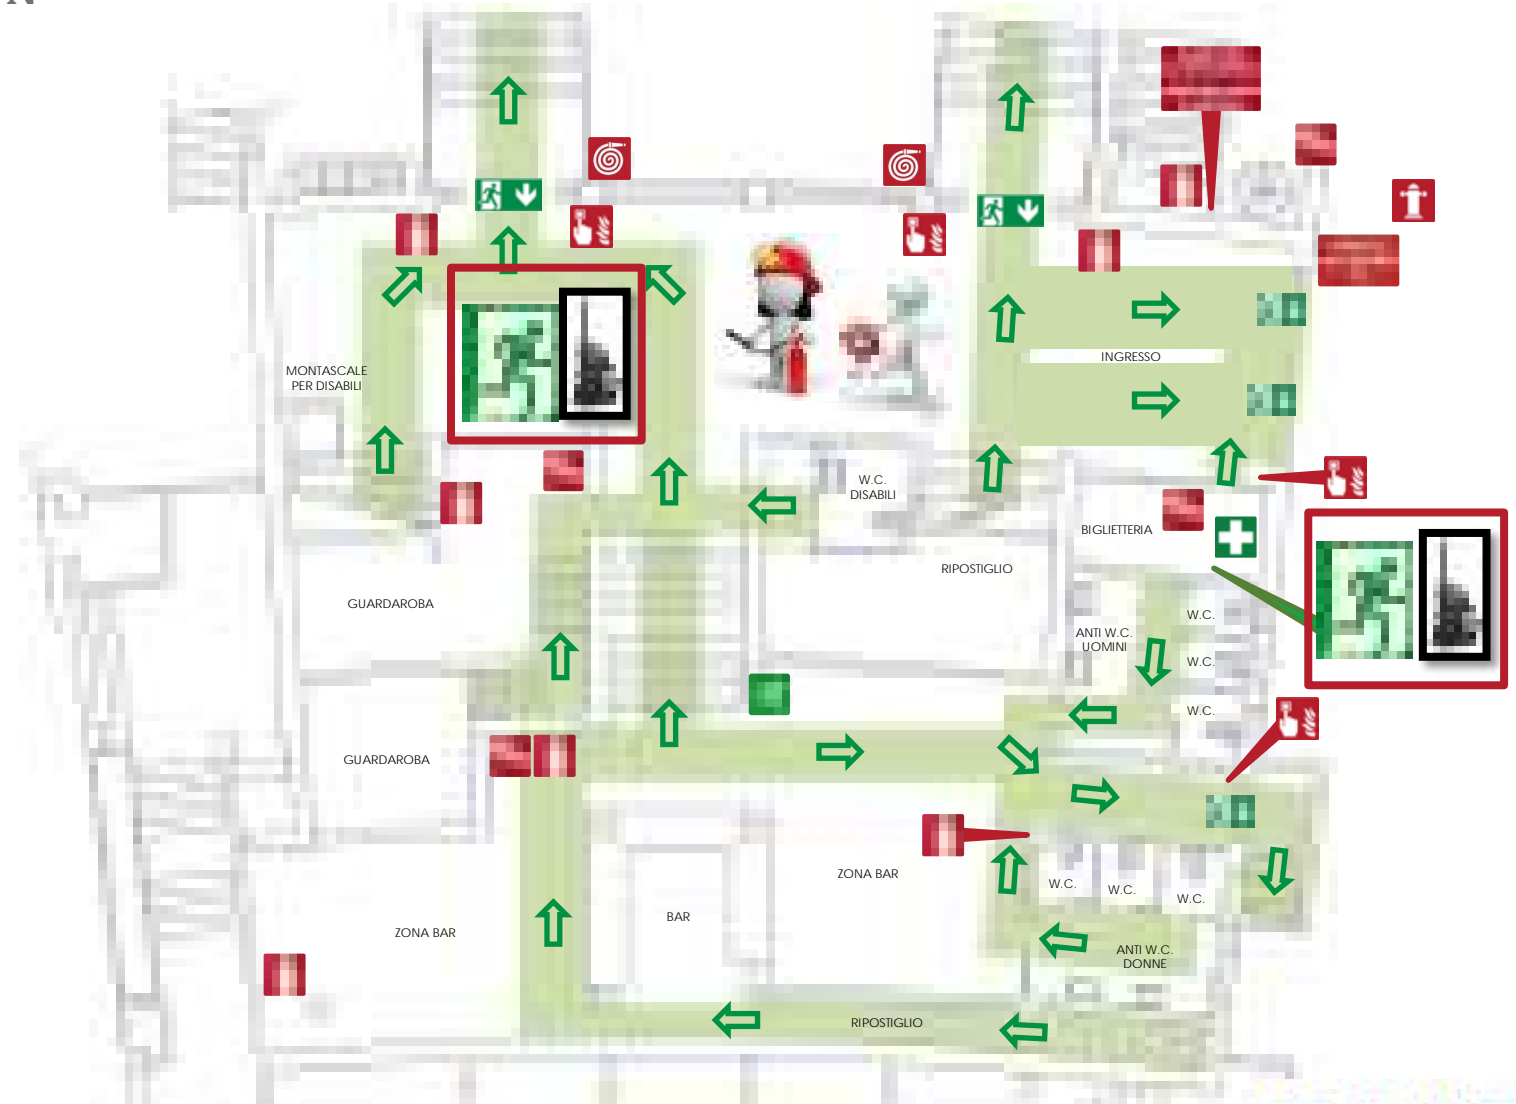 N
INGRESSO
MONTASCALE
PER DISABILI
W.C.
DISABILI
BIGLIETTERIA
RIPOSTIGLIO
GUARDAROBA
W.C.
ANTI W.C.
UOMINI
W.C.
W.C.
GUARDAROBA
ZONA BAR
W.C.
W.C.
W.C.
BAR
ZONA BAR
ANTI W.C.
DONNE
RIPOSTIGLIO